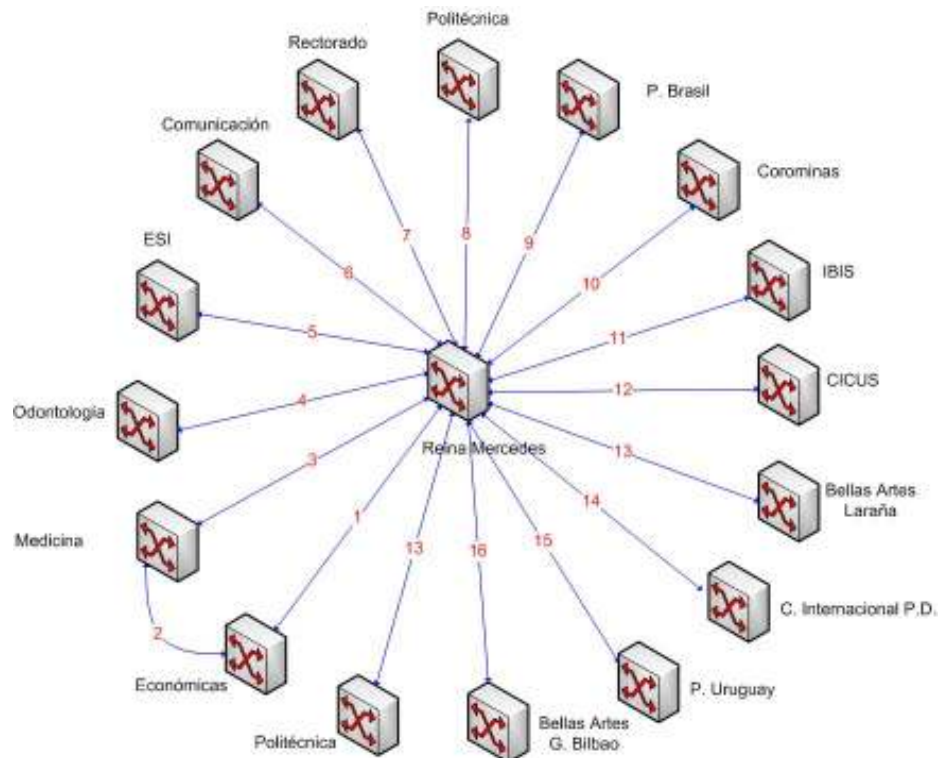 Politécnica
Rectorado
P. Brasil
Comunicación
Corominas
ESI
IBIS
CICUS
Odontología
Reina Mercedes
Bellas Artes
Laraña
Medicina
C. Internacional P.D.
Económicas
P. Uruguay
Politécnica
Bellas Artes
G. Bilbao
1
2
3
4
5
6
7
8
9
10
11
12
13
14
15
16
13